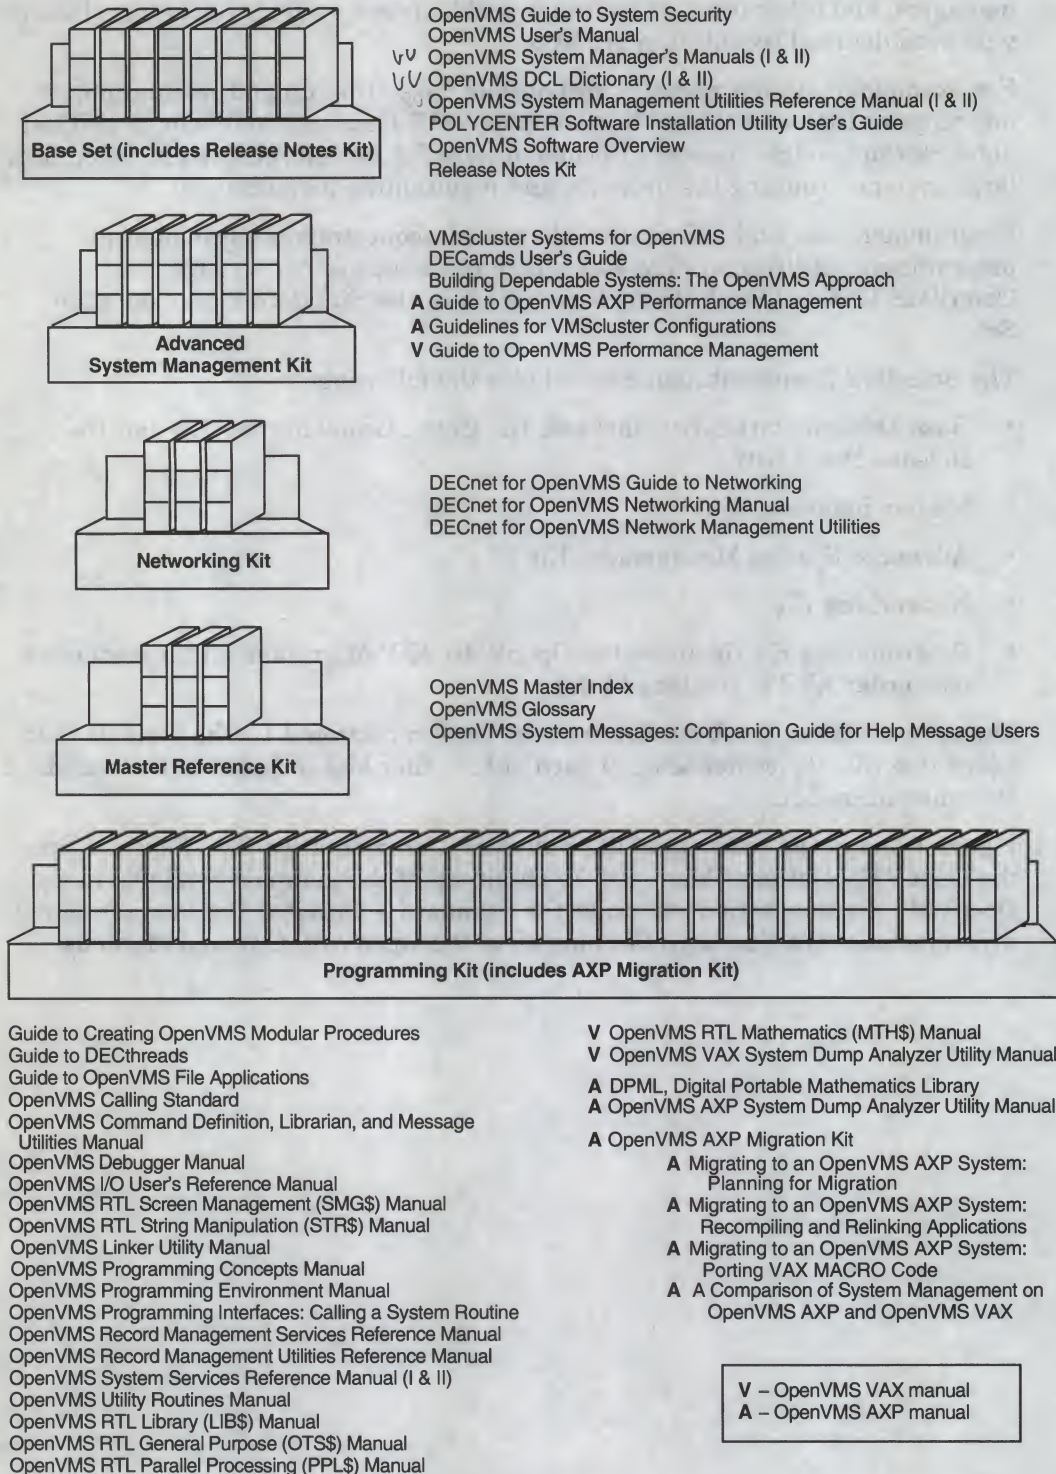 OpenVMS Guide to System Security
OpenVMS User's Manual
OpenVMS System Manager's Manuals (I & II)
OpenVMS DCL Dictionary (I & II)
OpenVMS System Management Utilities Reference Manual (I & II)
POLYCENTER Software Installation Utility User's Guide
OpenVMS Software Overview
Release Notes Kit
Base Set (includes Release Notes Kit)
VMScluster Systems for OpenVMS
DECamds User's Guide
Building Dependable Systems: The OpenVMS Approach
A Guide to OpenVMS AXP Performance Management
A Guidelines for VMScluster Configurations
V Guide to OpenVMS Performance Management
Advanced
System Management Kit
DECnet for OpenVMS Guide to Networking
DECnet for OpenVMS Networking Manual
DECnet for OpenVMS Network Management Utilities
Networking Kit
OpenVMS Master Index
OpenVMS Glossary
OpenVMS System Messages: Companion Guide for Help Message Users
Master Reference Kit
Programming Kit (includes AXP Migration Kit)
Guide to Creating OpenVMS Modular Procedures
Guide to DECthreads
Guide to OpenVMS File Applications
OpenVMS Calling Standard
OpenVMS Command Definition, Librarian, and Message
Utilities Manual
OpenVMS Debugger Manual
OpenVMS I/O User's Reference Manual
OpenVMS RTL Screen Management (SMG$) Manual
OpenVMS RTL String Manipulation (STR$) Manual
OpenVMS Linker Utility Manual
OpenVMS Programming Concepts Manual
OpenVMS Programming Environment Manual
OpenVMS Programming Interfaces: Calling a System Routine
OpenVMS Record Management Services Reference Manual
OpenVMS Record Management Utilities Reference Manual
OpenVMS System Services Reference Manual (I & II)
OpenVMS Utility Routines Manual
OpenVMS RTL Library (LIB$) Manual
OpenVMS RTL General Purpose (OTS$) Manual
OpenVMS RTL Parallel Processing (PPL$) Manual
V OpenVMS RTL Mathematics (MTH$) Manual
V OpenVMS VAX System Dump Analyzer Utility Manual
A DPML, Digital Portable Mathematics Library
A OpenVMS AXP System Dump Analyzer Utility Manual
A OpenVMS AXP Migration Kit
A Migrating to an OpenVMS AXP System:
Planning for Migration
A Migrating to an OpenVMS AXP System:
Recompiling and Relinking Applications
A Migrating to an OpenVMS AXP System:
Porting VAX MACRO Code
A A Comparison of System Management on
OpenVMS AXP and OpenVMS VAX
V – OpenVMS VAX manual
A – OpenVMS AXP manual